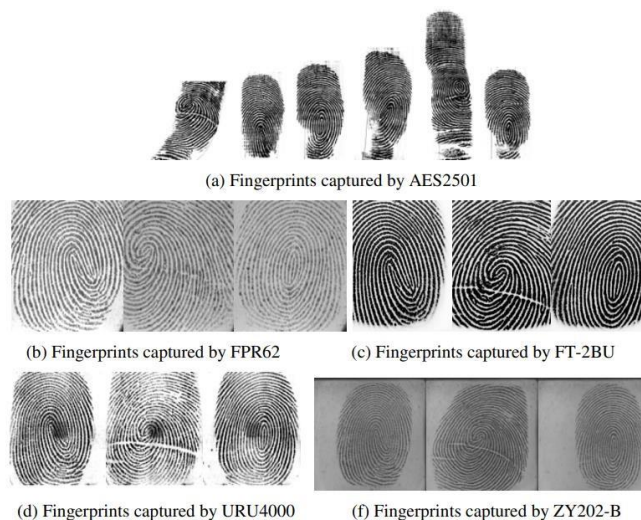 (a) Fingerprints captured by AES2501
(b) Fingerprints captured by FPR62
(c) Fingerprints captured by FT-2BU
(d) Fingerprints captured by URU4000
(f) Fingerprints captured by ZY202-B